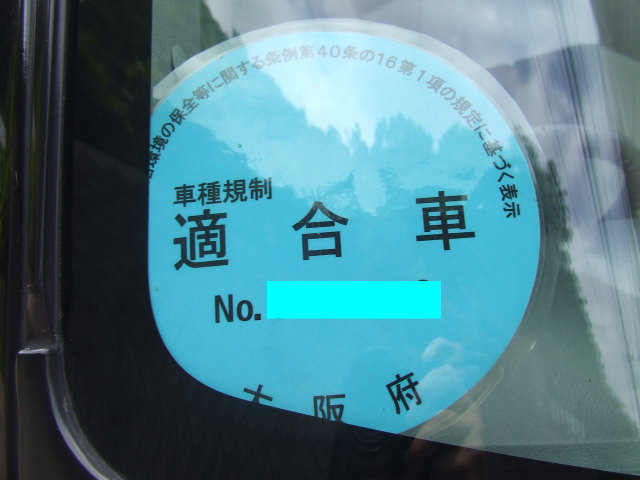 環境の保全等に関する条例第40条の16第1項の規定に基づく表示
車種規制
適合車
No.
大阪府